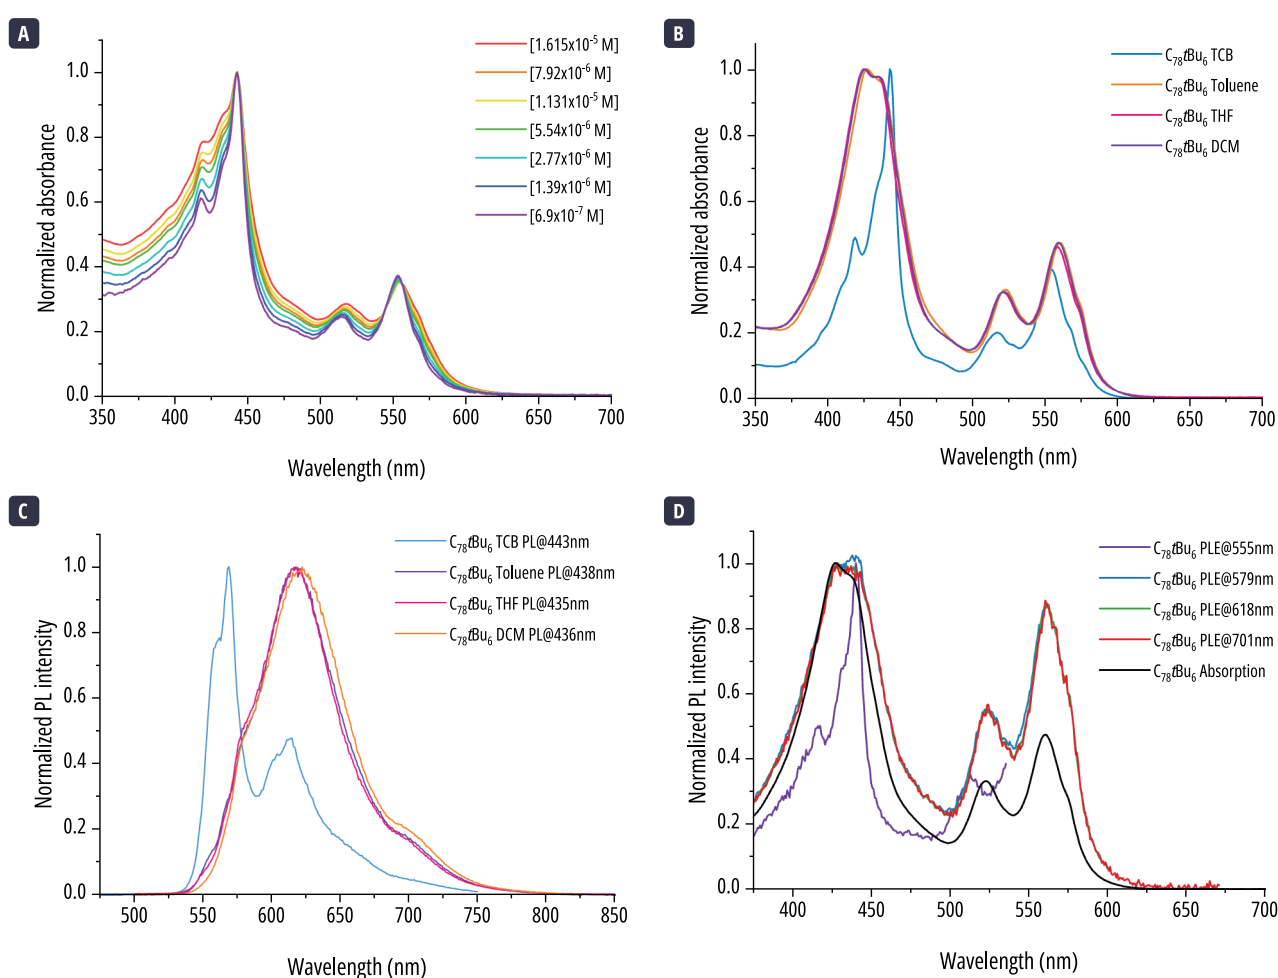 A
[1.615x10⁻⁵ M]
[7.92x10⁻⁶ M]
[1.131x10⁻⁵ M]
[5.54x10⁻⁶ M]
[2.77x10⁻⁶ M]
[1.39x10⁻⁶ M]
[6.9x10⁻⁷ M]
Normalized absorbance
1.0
0.8
0.6
0.4
0.2
0.0
350 400 450 500 550 600 650 700
Wavelength (nm)
B
C₇₈tBu₆ TCB
C₇₈tBu₆ Toluene
C₇₈tBu₆ THF
C₇₈tBu₆ DCM
Normalized absorbance
1.0
0.8
0.6
0.4
0.2
0.0
350 400 450 500 550 600 650 700
Wavelength (nm)
C
C₇₈tBu₆ TCB PL@443nm
C₇₈tBu₆ Toluene PL@438nm
C₇₈tBu₆ THF PL@435nm
C₇₈tBu₆ DCM PL@436nm
Normalized PL intensity
1.0
0.8
0.6
0.4
0.2
0.0
500 550 600 650 700 750 800 850
Wavelength (nm)
D
C₇₈tBu₆ PLE@555nm
C₇₈tBu₆ PLE@579nm
C₇₈tBu₆ PLE@618nm
C₇₈tBu₆ PLE@701nm
C₇₈tBu₆ Absorption
Normalized PL intensity
1.0
0.8
0.6
0.4
0.2
0.0
400 450 500 550 600 650 700
Wavelength (nm)